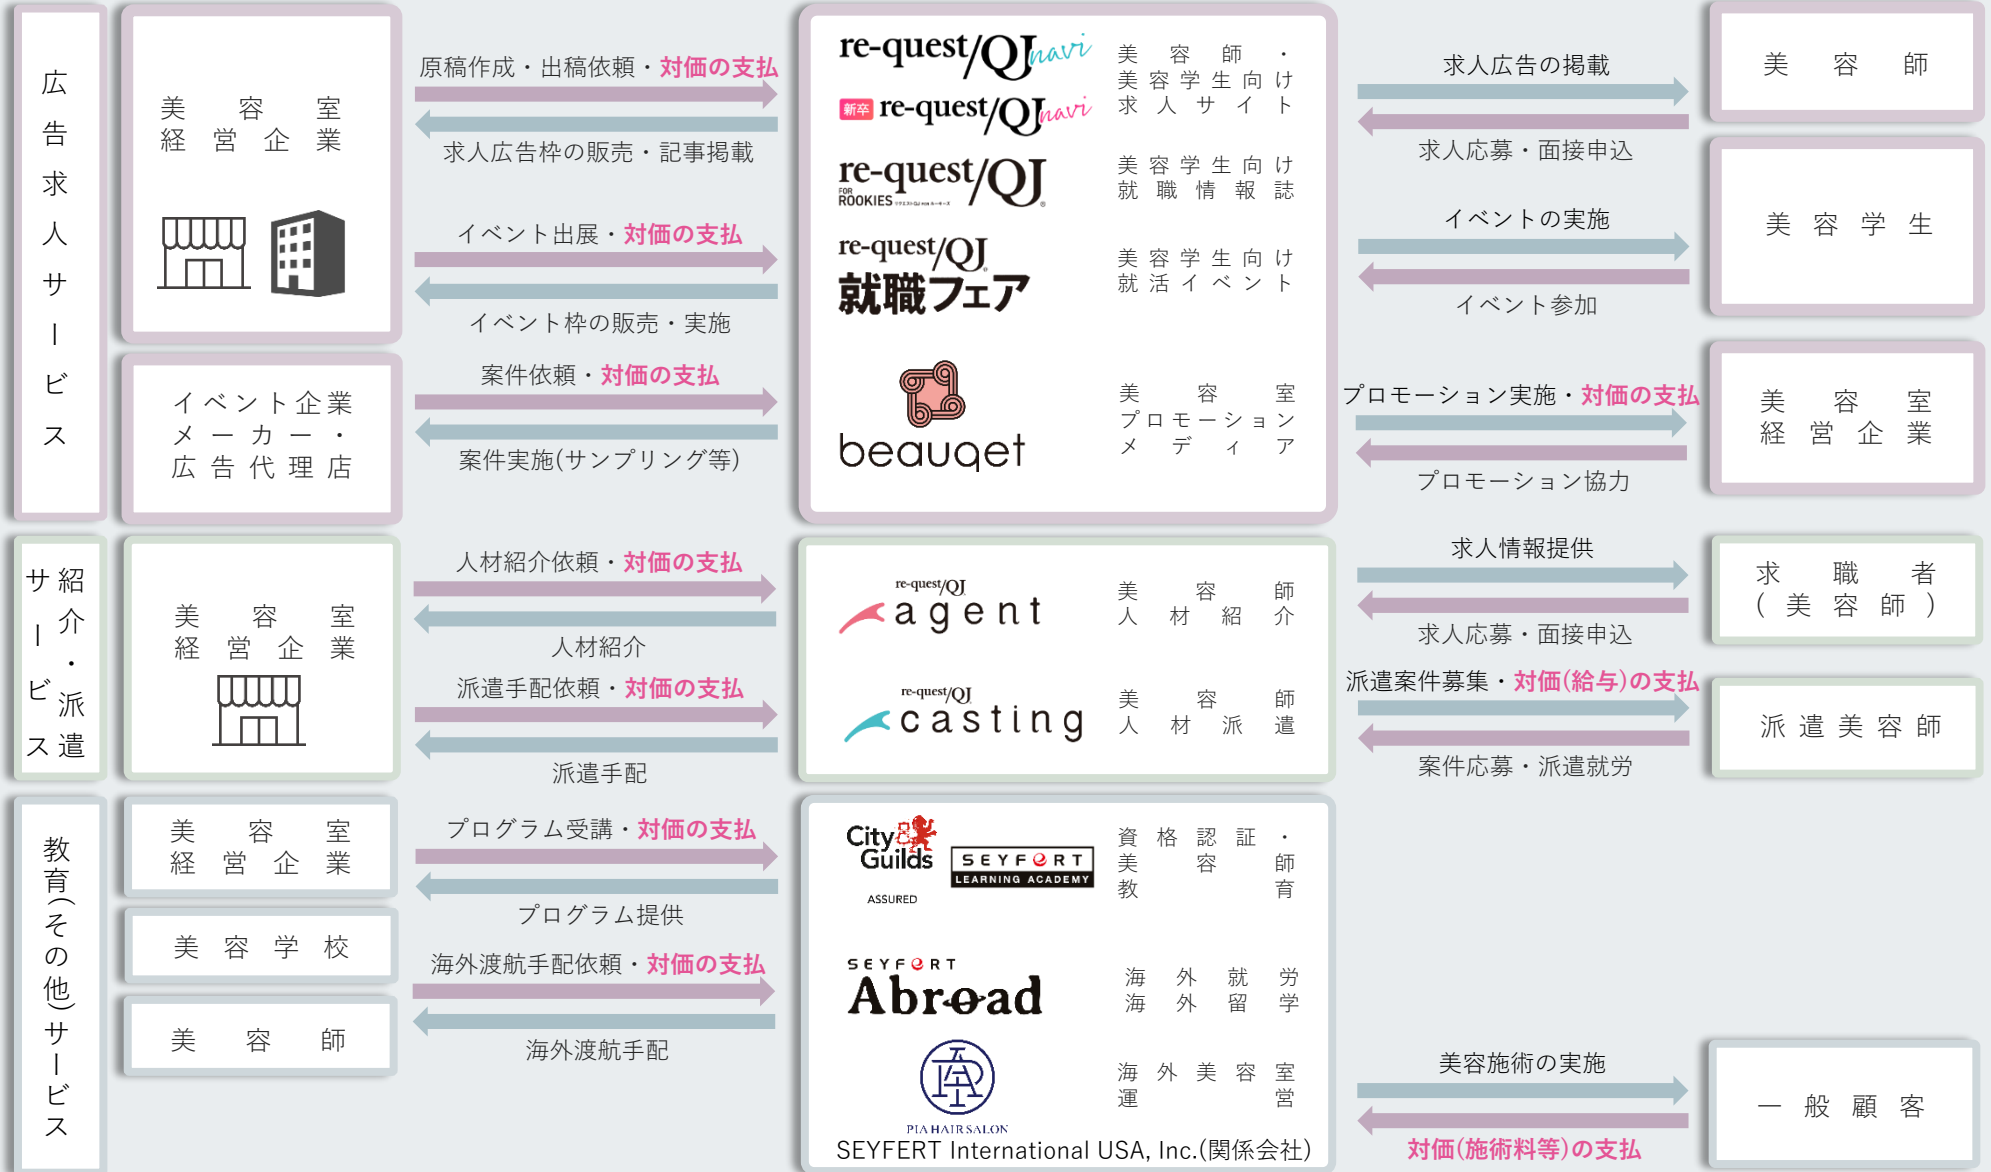 広告求人サービス
美容室
経営企業
原稿作成・出稿依頼・対価の支払
求人広告枠の販売・記事掲載
イベント出展・対価の支払
イベント枠の販売・実施
イベント企業
メーカー・
広告代理店
案件依頼・対価の支払
案件実施(サンプリング等)
re-quest/QJ navi
新卒 re-quest/QJ navi
美容師・
美容学生向け
求人サイト
re-quest/QJ
FOR
ROOKIES
美容学生向け
就職情報誌
re-quest/QJ
就職フェア
美容学生向け
就活イベント
beauqet
美容室
プロモーション
メディア
求人広告の掲載
求人応募・面接申込
美容師
イベントの実施
イベント参加
美容学生
プロモーション実施・対価の支払
プロモーション協力
美容室
経営企業
紹介・派遣
サービス
美容室
経営企業
人材紹介依頼・対価の支払
人材紹介
派遣手配依頼・対価の支払
派遣手配
re-quest/QJ
agent
美容師
人材紹介
re-quest/QJ
casting
美容師
人材派遣
求人情報提供
求人応募・面接申込
求職者
(美容師)
派遣案件募集・対価(給与)の支払
案件応募・派遣就労
派遣美容師
教育(その他)サービス
美容室
経営企業
美容学校
美容師
プログラム受講・対価の支払
プログラム提供
海外渡航手配依頼・対価の支払
海外渡航手配
City
Guilds
ASSURED
SEYFERT
LEARNING ACADEMY
資格認証・
美容師
教育
SEYFERT
Abroad
海外就労
海外留学
PIA HAIR SALON
海外美容室
運営
SEYFERT International USA, Inc.(関係会社)
美容施術の実施
対価(施術料等)の支払
一般顧客